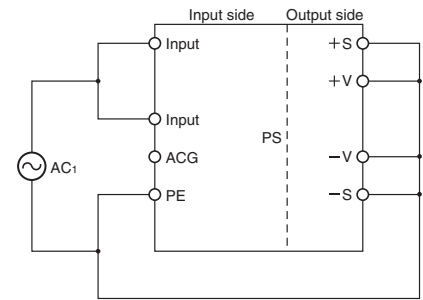 Input side Output side
Input +S
+V
Input
PS
ACG −V
AC₁
PE −S